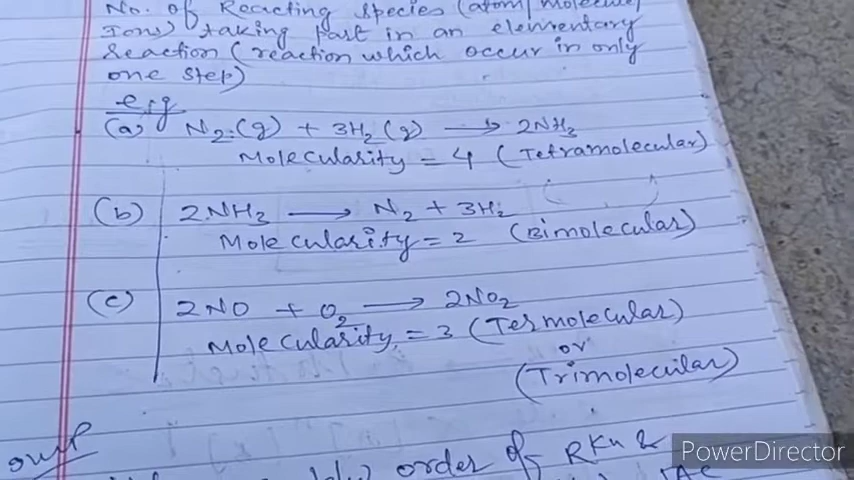 No. of Reacting species (atom, molecule,
Ions) taking part in an elementary
reaction (reaction which occur in only
one step)
e.g
(a) N₂(g) + 3H₂(g) → 2NH₃
Molecularity = 4 (Tetramolecular)
(b) 2NH₃ → N₂ + 3H₂
Molecularity = 2 (Bimolecular)
(c) 2NO + O₂ → 2NO₂
Molecularity = 3 (Termolecular)
or
(Trimolecular)
order of Rxn &
PowerDirector